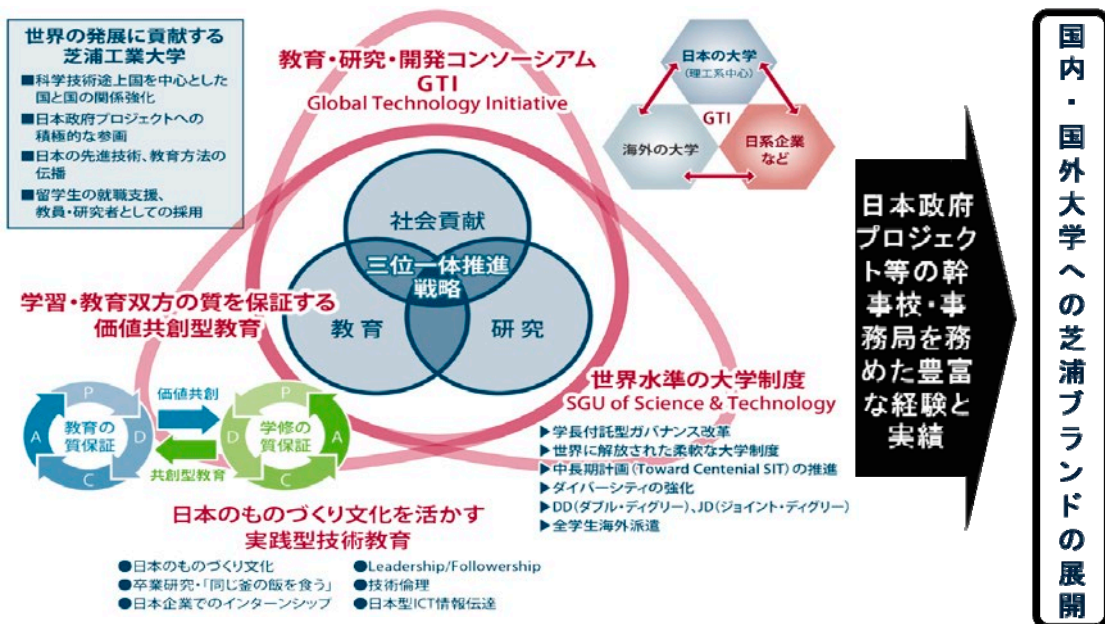 世界の発展に貢献する
芝浦工業大学
■科学技術途上国を中心とした
国と国の関係強化
■日本政府プロジェクトへの
積極的な参画
■日本の先進技術、教育方法の
伝播
■留学生の就職支援、
教員・研究者としての採用
教育・研究・開発コンソーシアム
GTI
Global Technology Initiative
日本の大学
(理工系中心)
GTI
海外の大学
日系企業
など
社会貢献
三位一体推進
戦略
教育
研究
学習・教育双方の質を保証する
価値共創型教育
P
D
C
A
教育の
質保証
価値共創
共創型教育
P
D
C
A
学修の
質保証
世界水準の大学制度
SGU of Science & Technology
▶学長付託型ガバナンス改革
▶世界に解放された柔軟な大学制度
▶中長期計画(Toward Centenial SIT)の推進
▶ダイバーシティの強化
▶DD(ダブル・ディグリー)、JD(ジョイント・ディグリー)
▶全学生海外派遣
日本のものづくり文化を活かす
実践型技術教育
●日本のものづくり文化
●卒業研究・「同じ釜の飯を食う」
●日本企業でのインターンシップ
●Leadership/Followership
●技術倫理
●日本型ICT情報伝達
日本政府
プロジェク
ト等の幹
事校・事
務局を務
めた豊富
な経験と
実績
国内・国外大学への芝浦ブランドの展開